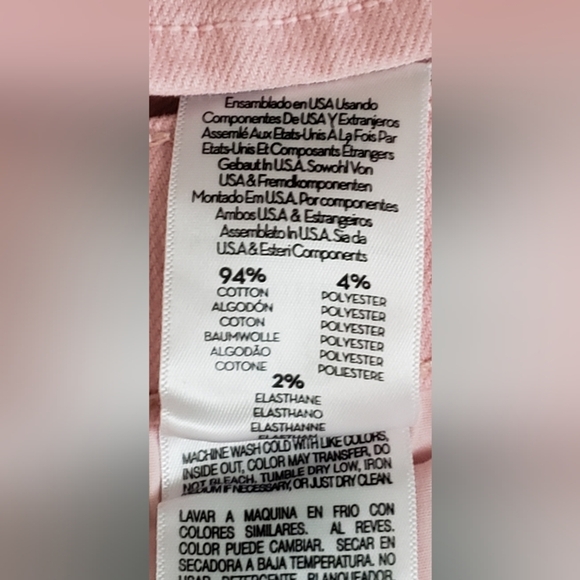 Ensamblado en USA Usando
Componentes De USA Y Extranjeros
Assemlé Aux Etats-Unis À La Fois Par
Etats-Unis Et Composants Étrangers
Gebaut In U.S.A. Sowohl Von
USA & Fremdkomponenten
Montado Em U.S.A. Por componentes
Ambos U.S.A & Estrangeiros
Assemblato In U.S.A. Sia da
U.S.A & Esteri Components
94%
COTTON
ALGODÓN
COTON
BAUMWOLLE
ALGODÃO
COTONE
4%
POLYESTER
POLYESTER
POLYESTER
POLYESTER
POLYESTER
POLIESTERE
2%
ELASTHANE
ELASTHANO
ELASTHANNE
MACHINE WASH COLD WITH LIKE COLORS,
INSIDE OUT, COLOR MAY TRANSFER, DO
NOT BLEACH. TUMBLE DRY LOW, IRON
MEDIUM IF NECESSARY, OR JUST DRY CLEAN.
LAVAR A MAQUINA EN FRIO CON
COLORES SIMILARES. AL REVES.
COLOR PUEDE CAMBIAR. SECAR EN
SECADORA A BAJA TEMPERATURA. NO
USAR DETERGENTE BLANQUEADOR